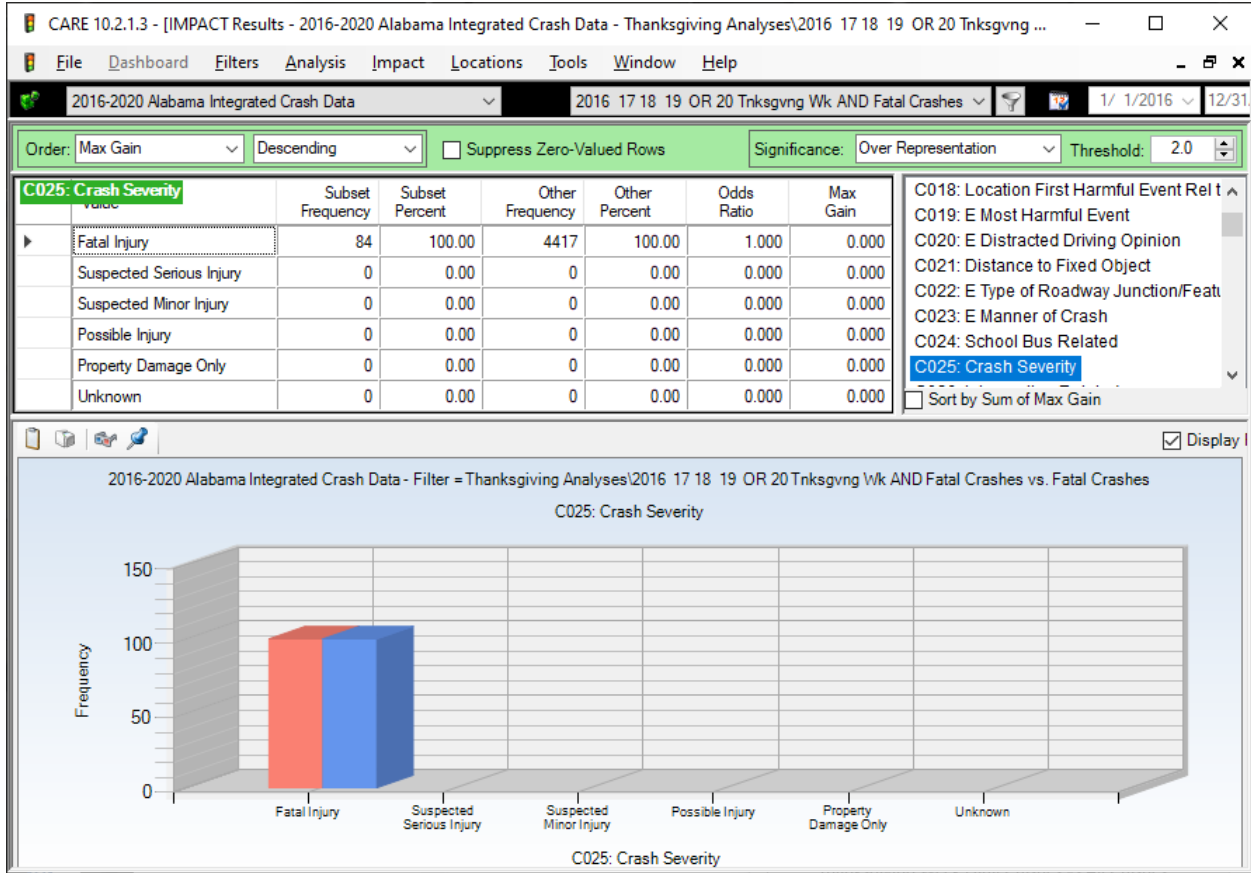 CARE 10.2.1.3 - [IMPACT Results - 2016-2020 Alabama Integrated Crash Data - Thanksgiving Analyses\2016 17 18 19 OR 20 Tnksgvng ...
File Dashboard Filters Analysis Impact Locations Tools Window Help
2016-2020 Alabama Integrated Crash Data 2016 17 18 19 OR 20 Tnksgvng Wk AND Fatal Crashes 1/ 1/2016 12/31
Order: Max Gain Descending Suppress Zero-Valued Rows Significance: Over Representation Threshold: 2.0
C025: Crash Severity Subset Frequency Subset Percent Other Frequency Other Percent Odds Ratio Max Gain
Fatal Injury 84 100.00 4417 100.00 1.000 0.000
Suspected Serious Injury 0 0.00 0 0.00 0.000 0.000
Suspected Minor Injury 0 0.00 0 0.00 0.000 0.000
Possible Injury 0 0.00 0 0.00 0.000 0.000
Property Damage Only 0 0.00 0 0.00 0.000 0.000
Unknown 0 0.00 0 0.00 0.000 0.000
C018: Location First Harmful Event Rel t
C019: E Most Harmful Event
C020: E Distracted Driving Opinion
C021: Distance to Fixed Object
C022: E Type of Roadway Junction/Featu
C023: E Manner of Crash
C024: School Bus Related
C025: Crash Severity
Sort by Sum of Max Gain
Display
2016-2020 Alabama Integrated Crash Data - Filter = Thanksgiving Analyses\2016 17 18 19 OR 20 Tnksgvng Wk AND Fatal Crashes vs. Fatal Crashes
C025: Crash Severity
Frequency
150
100
50
0
Fatal Injury
Suspected Serious Injury
Suspected Minor Injury
Possible Injury
Property Damage Only
Unknown
C025: Crash Severity